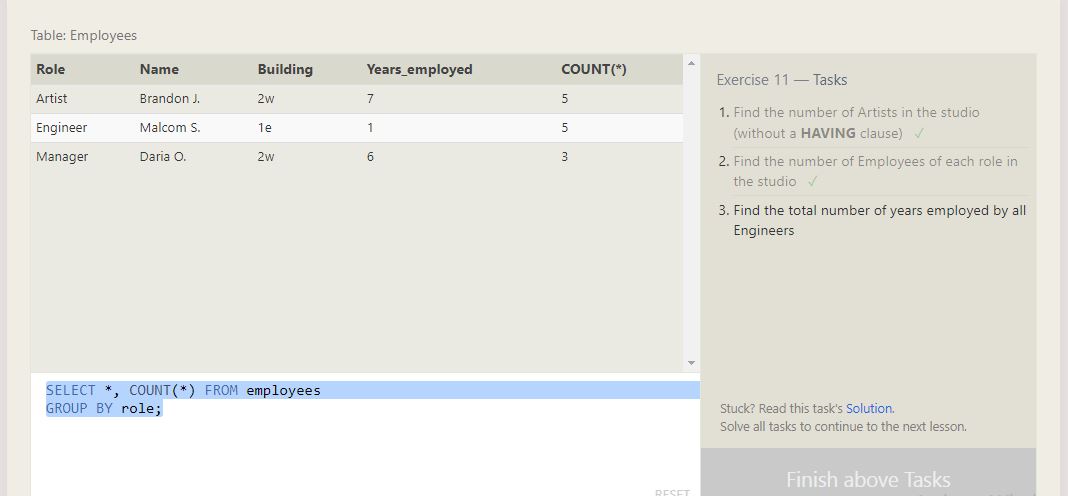 Table: Employees
Role Name Building Years_employed COUNT(*)
Artist Brandon J. 2w 7 5
Engineer Malcom S. 1e 1 5
Manager Daria O. 2w 6 3
SELECT *, COUNT(*) FROM employees
GROUP BY role;
RESET
Exercise 11 — Tasks
1. Find the number of Artists in the studio
(without a HAVING clause) ✓
2. Find the number of Employees of each role in
the studio ✓
3. Find the total number of years employed by all
Engineers
Stuck? Read this task's Solution.
Solve all tasks to continue to the next lesson.
Finish above Tasks